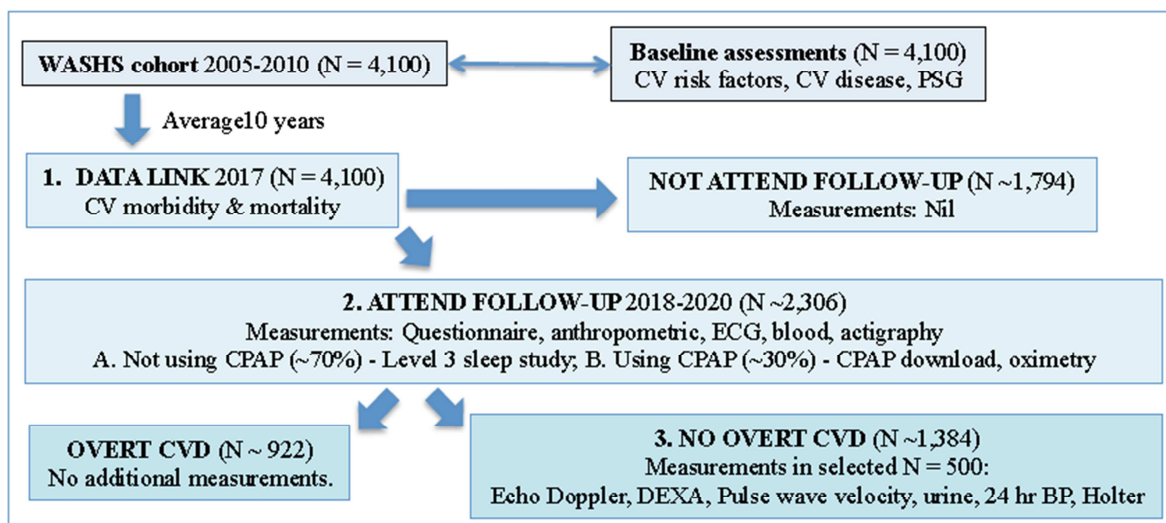 WASHS cohort 2005-2010 (N = 4,100)
Baseline assessments (N = 4,100)
CV risk factors, CV disease, PSG
Average10 years
1. DATA LINK 2017 (N = 4,100)
CV morbidity & mortality
NOT ATTEND FOLLOW-UP (N ~1,794)
Measurements: Nil
2. ATTEND FOLLOW-UP 2018-2020 (N ~2,306)
Measurements: Questionnaire, anthropometric, ECG, blood, actigraphy
A. Not using CPAP (~70%) - Level 3 sleep study; B. Using CPAP (~30%) - CPAP download, oximetry
OVERT CVD (N ~ 922)
No additional measurements.
3. NO OVERT CVD (N ~1,384)
Measurements in selected N = 500:
Echo Doppler, DEXA, Pulse wave velocity, urine, 24 hr BP, Holter